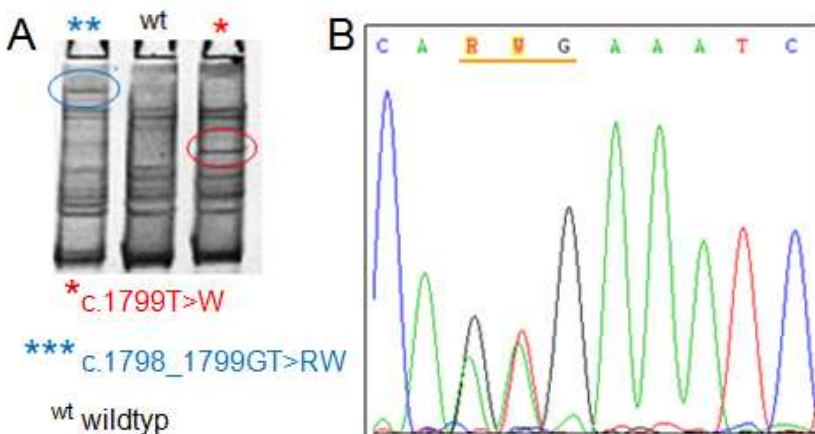 A ** wt *
*c.1799T>W
*** c.1798_1799GT>RW
wt wildtyp
B
C A R W G A A A T C